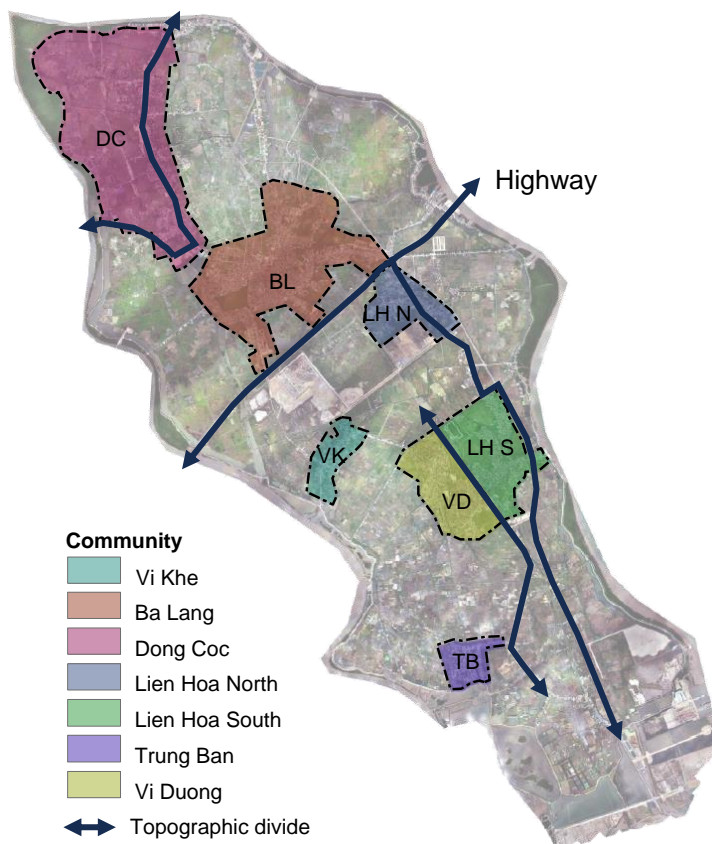 DC
Highway
BL
LH N
LH S
VK
VD
TB
Community
Vi Khe
Ba Lang
Dong Coc
Lien Hoa North
Lien Hoa South
Trung Ban
Vi Duong
Topographic divide